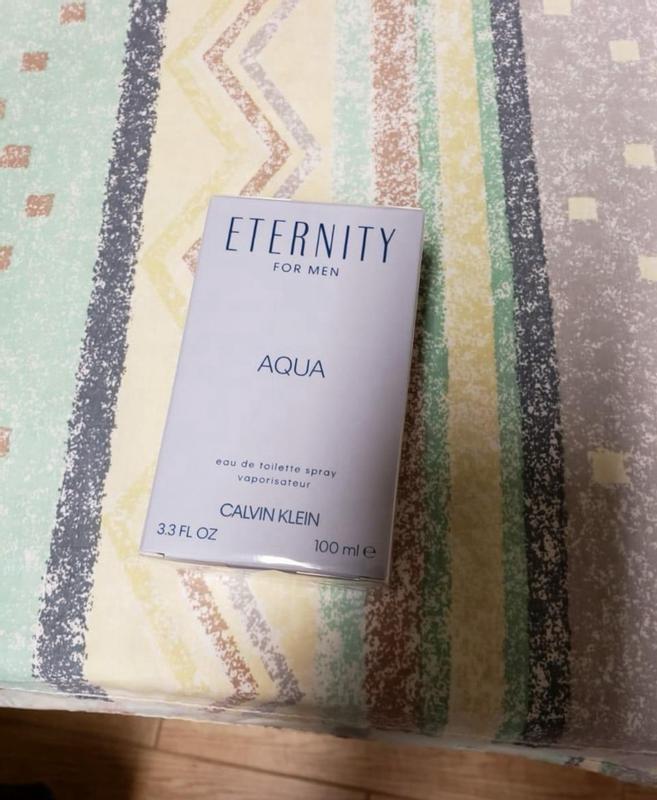 ETERNITY
FOR MEN
AQUA
eau de toilette spray
vaporisateur
CALVIN KLEIN
3.3 FL OZ
100 ml ℮